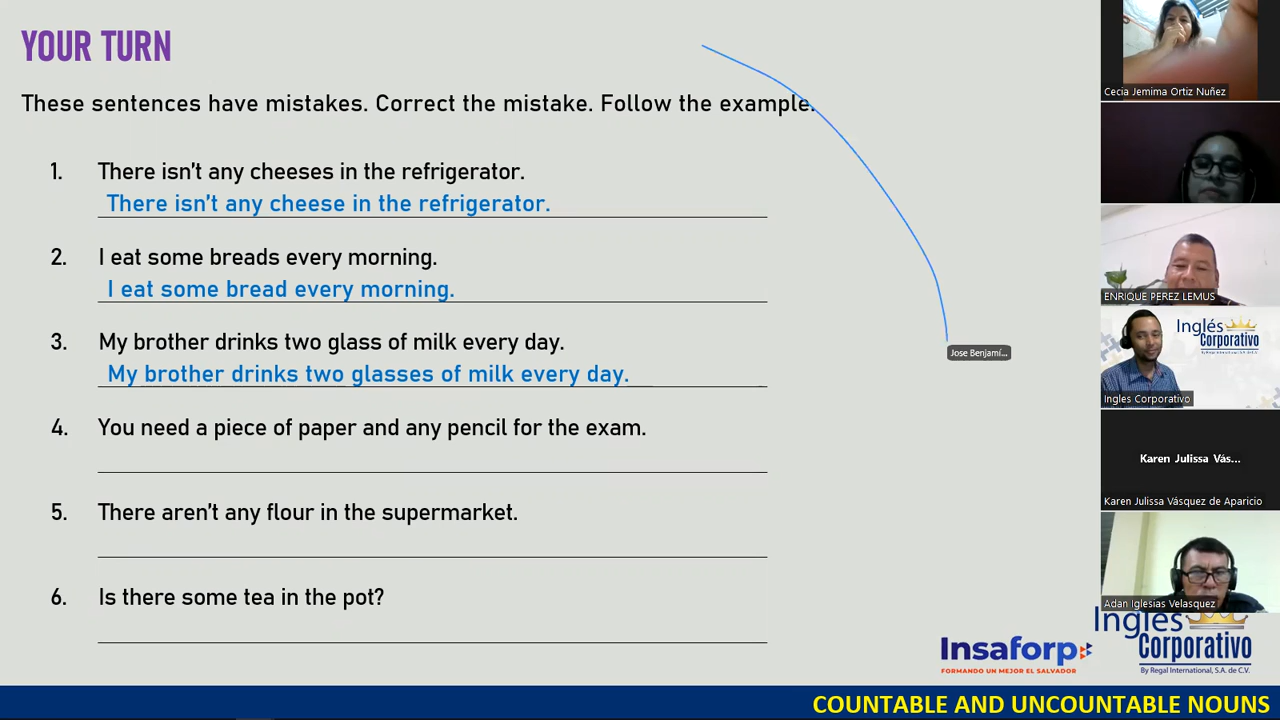 YOUR TURN
These sentences have mistakes. Correct the mistake. Follow the example.
1. There isn't any cheeses in the refrigerator.
There isn't any cheese in the refrigerator.
2. I eat some breads every morning.
I eat some bread every morning.
3. My brother drinks two glass of milk every day.
My brother drinks two glasses of milk every day.
4. You need a piece of paper and any pencil for the exam.
5. There aren't any flour in the supermarket.
6. Is there some tea in the pot?
Jose Benjamí...
Cecia Jemima Ortiz Nuñez
ENRIQUE PEREZ LEMUS
Inglés
Corporativo
By Regal International, S.A. de C.V.
Ingles Corporativo
Karen Julissa Vás...
Karen Julissa Vásquez de Aparicio
Adan Iglesias Velasquez
Insaforp
FORMANDO UN MEJOR EL SALVADOR
Inglés
Corporativo
By Regal International, S.A. de C.V.
COUNTABLE AND UNCOUNTABLE NOUNS